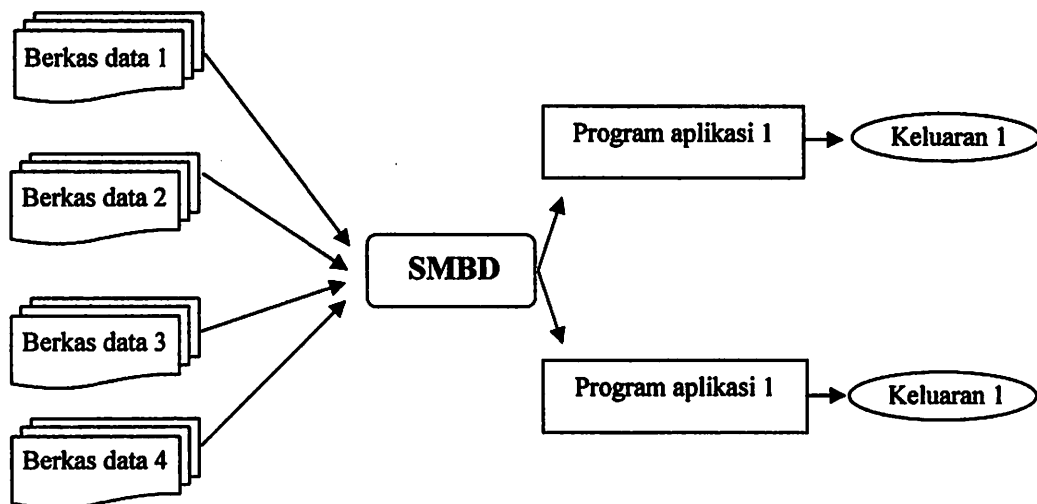 Berkas data 1
Berkas data 2
Berkas data 3
Berkas data 4
SMBD
Program aplikasi 1
Keluaran 1
Program aplikasi 1
Keluaran 1